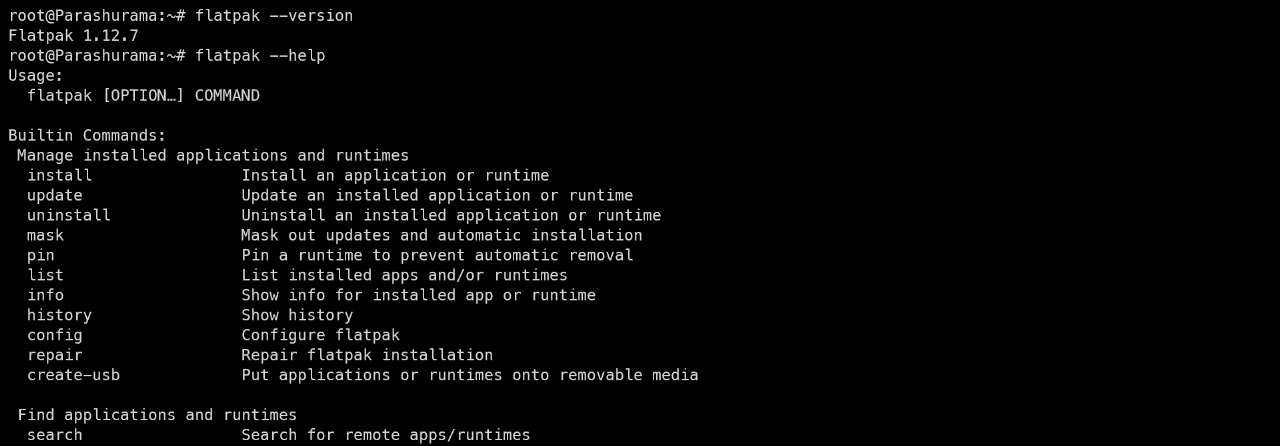 root@Parashurama:~# flatpak --version
Flatpak 1.12.7
root@Parashurama:~# flatpak --help
Usage:
  flatpak [OPTION…] COMMAND

Builtin Commands:
 Manage installed applications and runtimes
  install                Install an application or runtime
  update                 Update an installed application or runtime
  uninstall              Uninstall an installed application or runtime
  mask                   Mask out updates and automatic installation
  pin                    Pin a runtime to prevent automatic removal
  list                   List installed apps and/or runtimes
  info                   Show info for installed app or runtime
  history                Show history
  config                 Configure flatpak
  repair                 Repair flatpak installation
  create-usb             Put applications or runtimes onto removable media

 Find applications and runtimes
  search                 Search for remote apps/runtimes